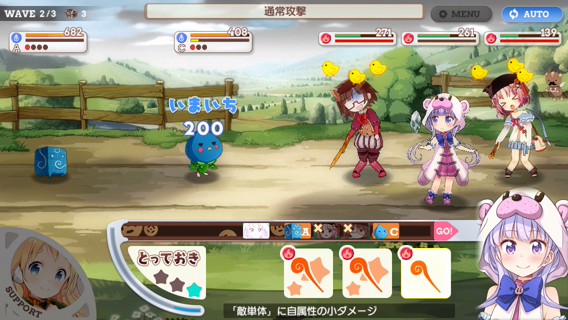 WAVE 2/3 3
通常攻撃
MENU
AUTO
682
A
408
C
271
261
139
いまいち
200
A C GO!
とっておき
SUPPORT
「敵単体」に自属性の小ダメージ